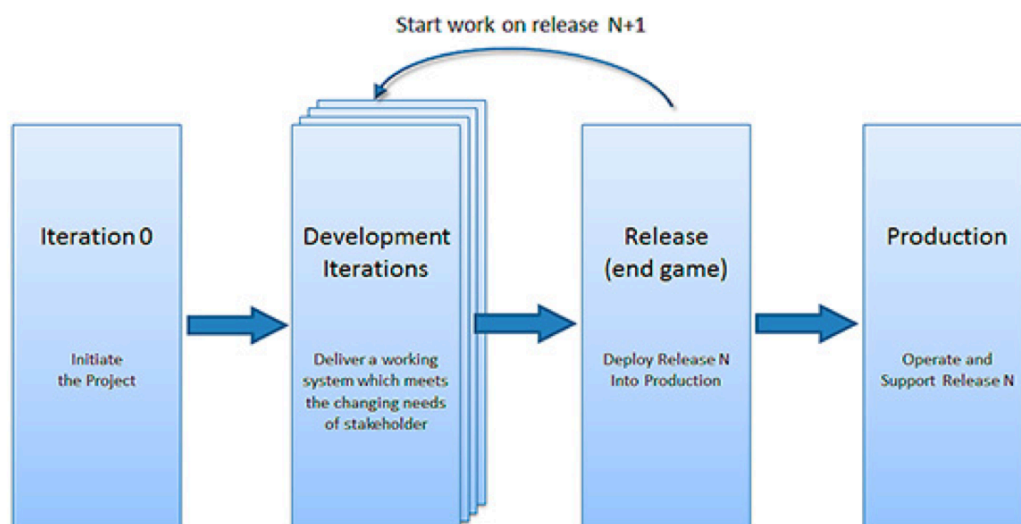 Start work on release N+1
Iteration 0
Initiate
the Project
Development
Iterations
Deliver a working
system which meets
the changing needs
of stakeholder
Release
(end game)
Deploy Release N
Into Production
Production
Operate and
Support Release N